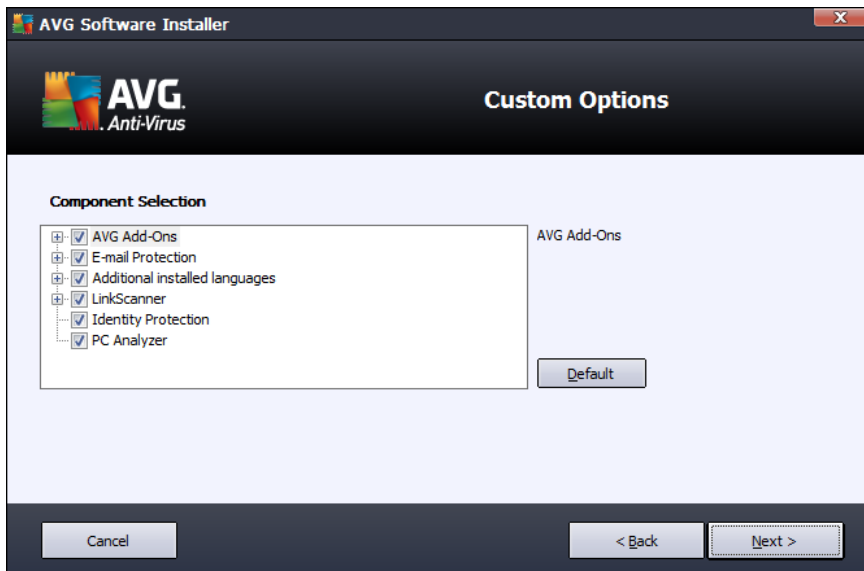 AVG Software Installer
AVG.
Anti-Virus
Custom Options
Component Selection
AVG Add-Ons
E-mail Protection
Additional installed languages
LinkScanner
Identity Protection
PC Analyzer
AVG Add-Ons
Default
Cancel
< Back
Next >